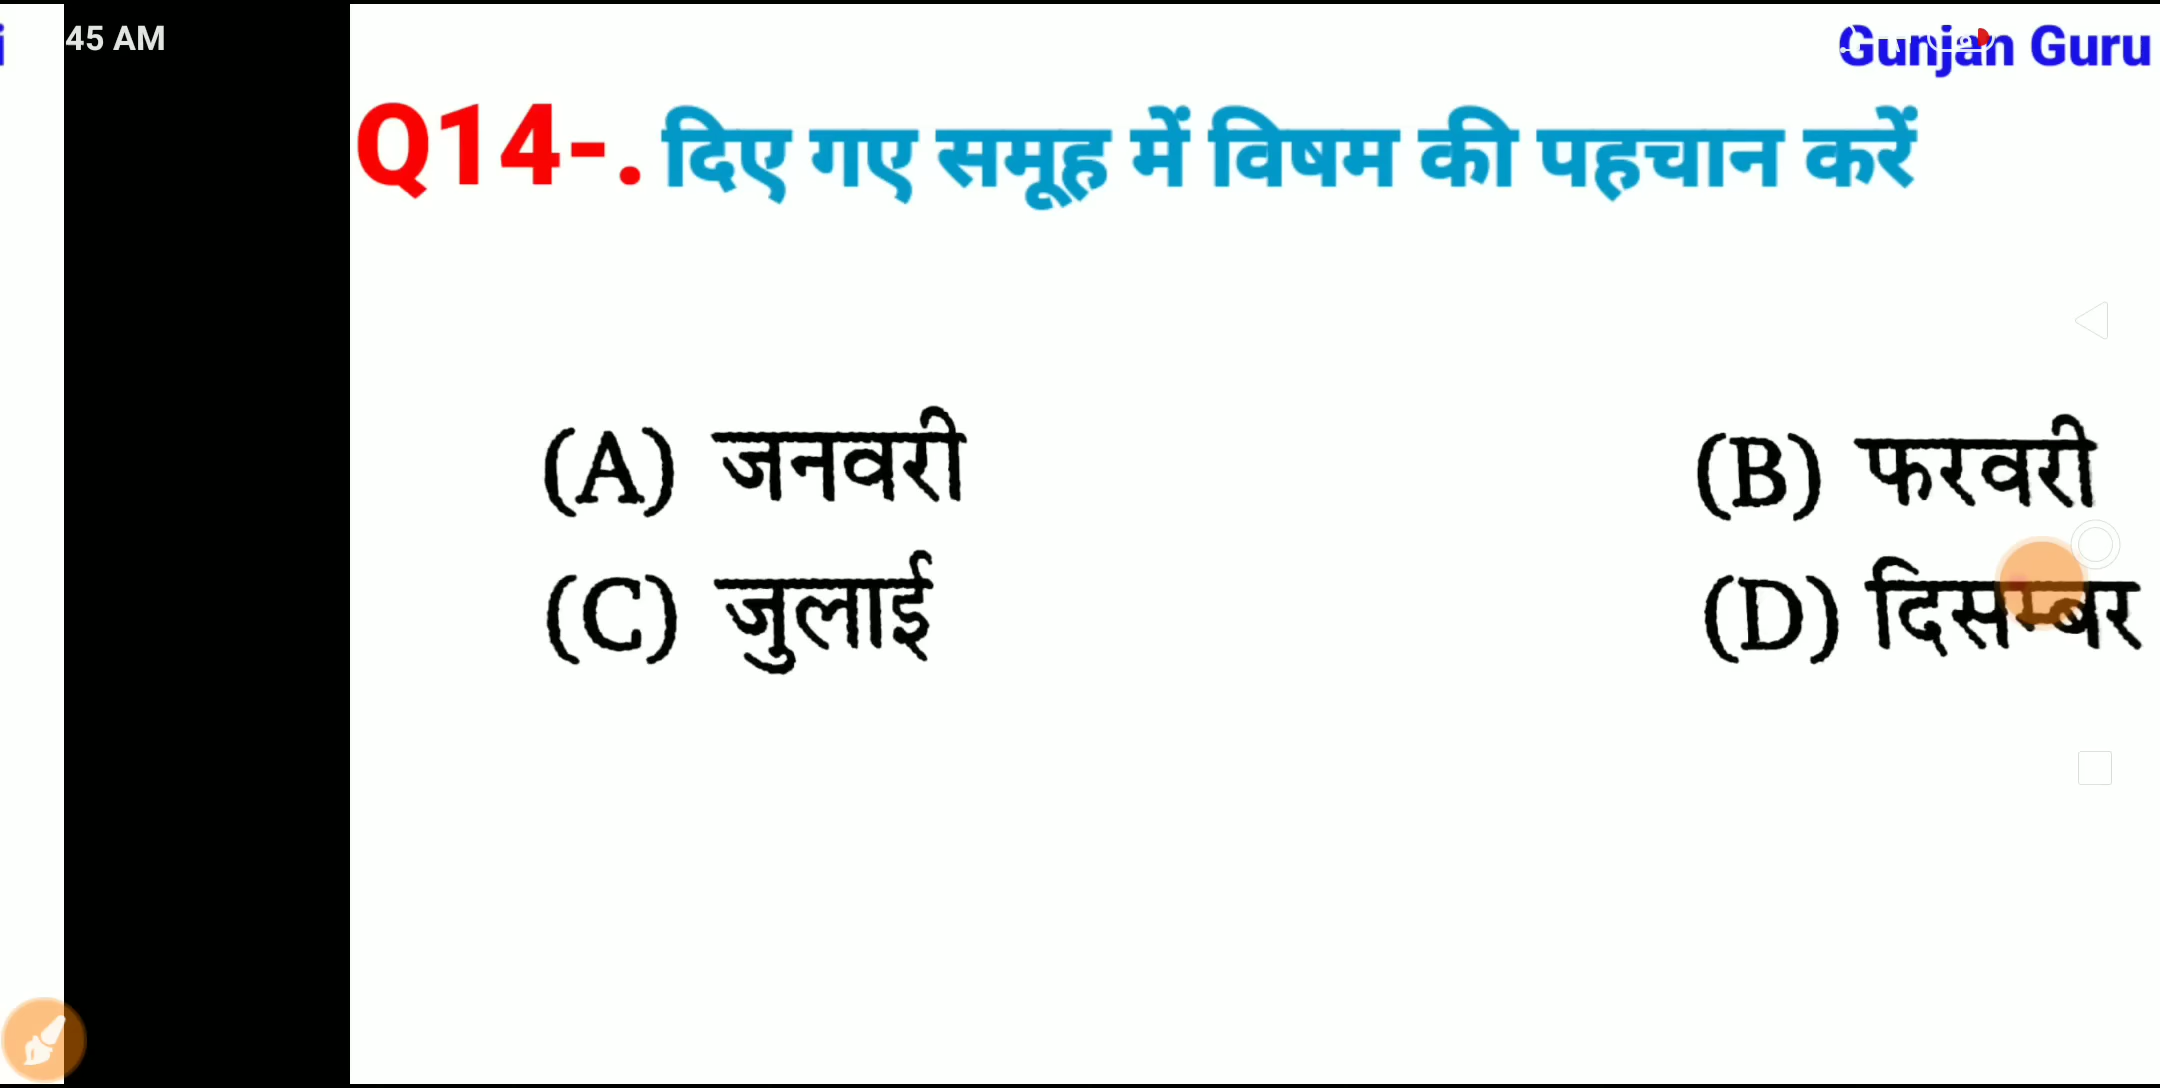 45 AM
Gunjan Guru
Q14-. दिए गए समूह में विषम की पहचान करें
(A) जनवरी
(B) फरवरी
(C) जुलाई
(D) दिसम्बर